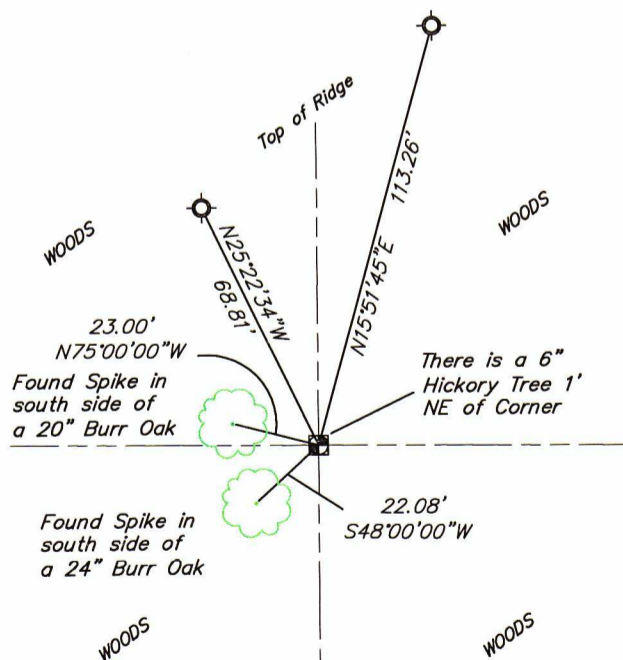 Top of Ridge
113.26'
N15°51'45"E
WOODS
WOODS
N25°22'34"W
68.81'
23.00'
N75°00'00"W
Found Spike in
south side of
a 20" Burr Oak
There is a 6"
Hickory Tree 1'
NE of Corner
22.08'
S48°00'00"W
Found Spike in
south side of
a 24" Burr Oak
WOODS
WOODS